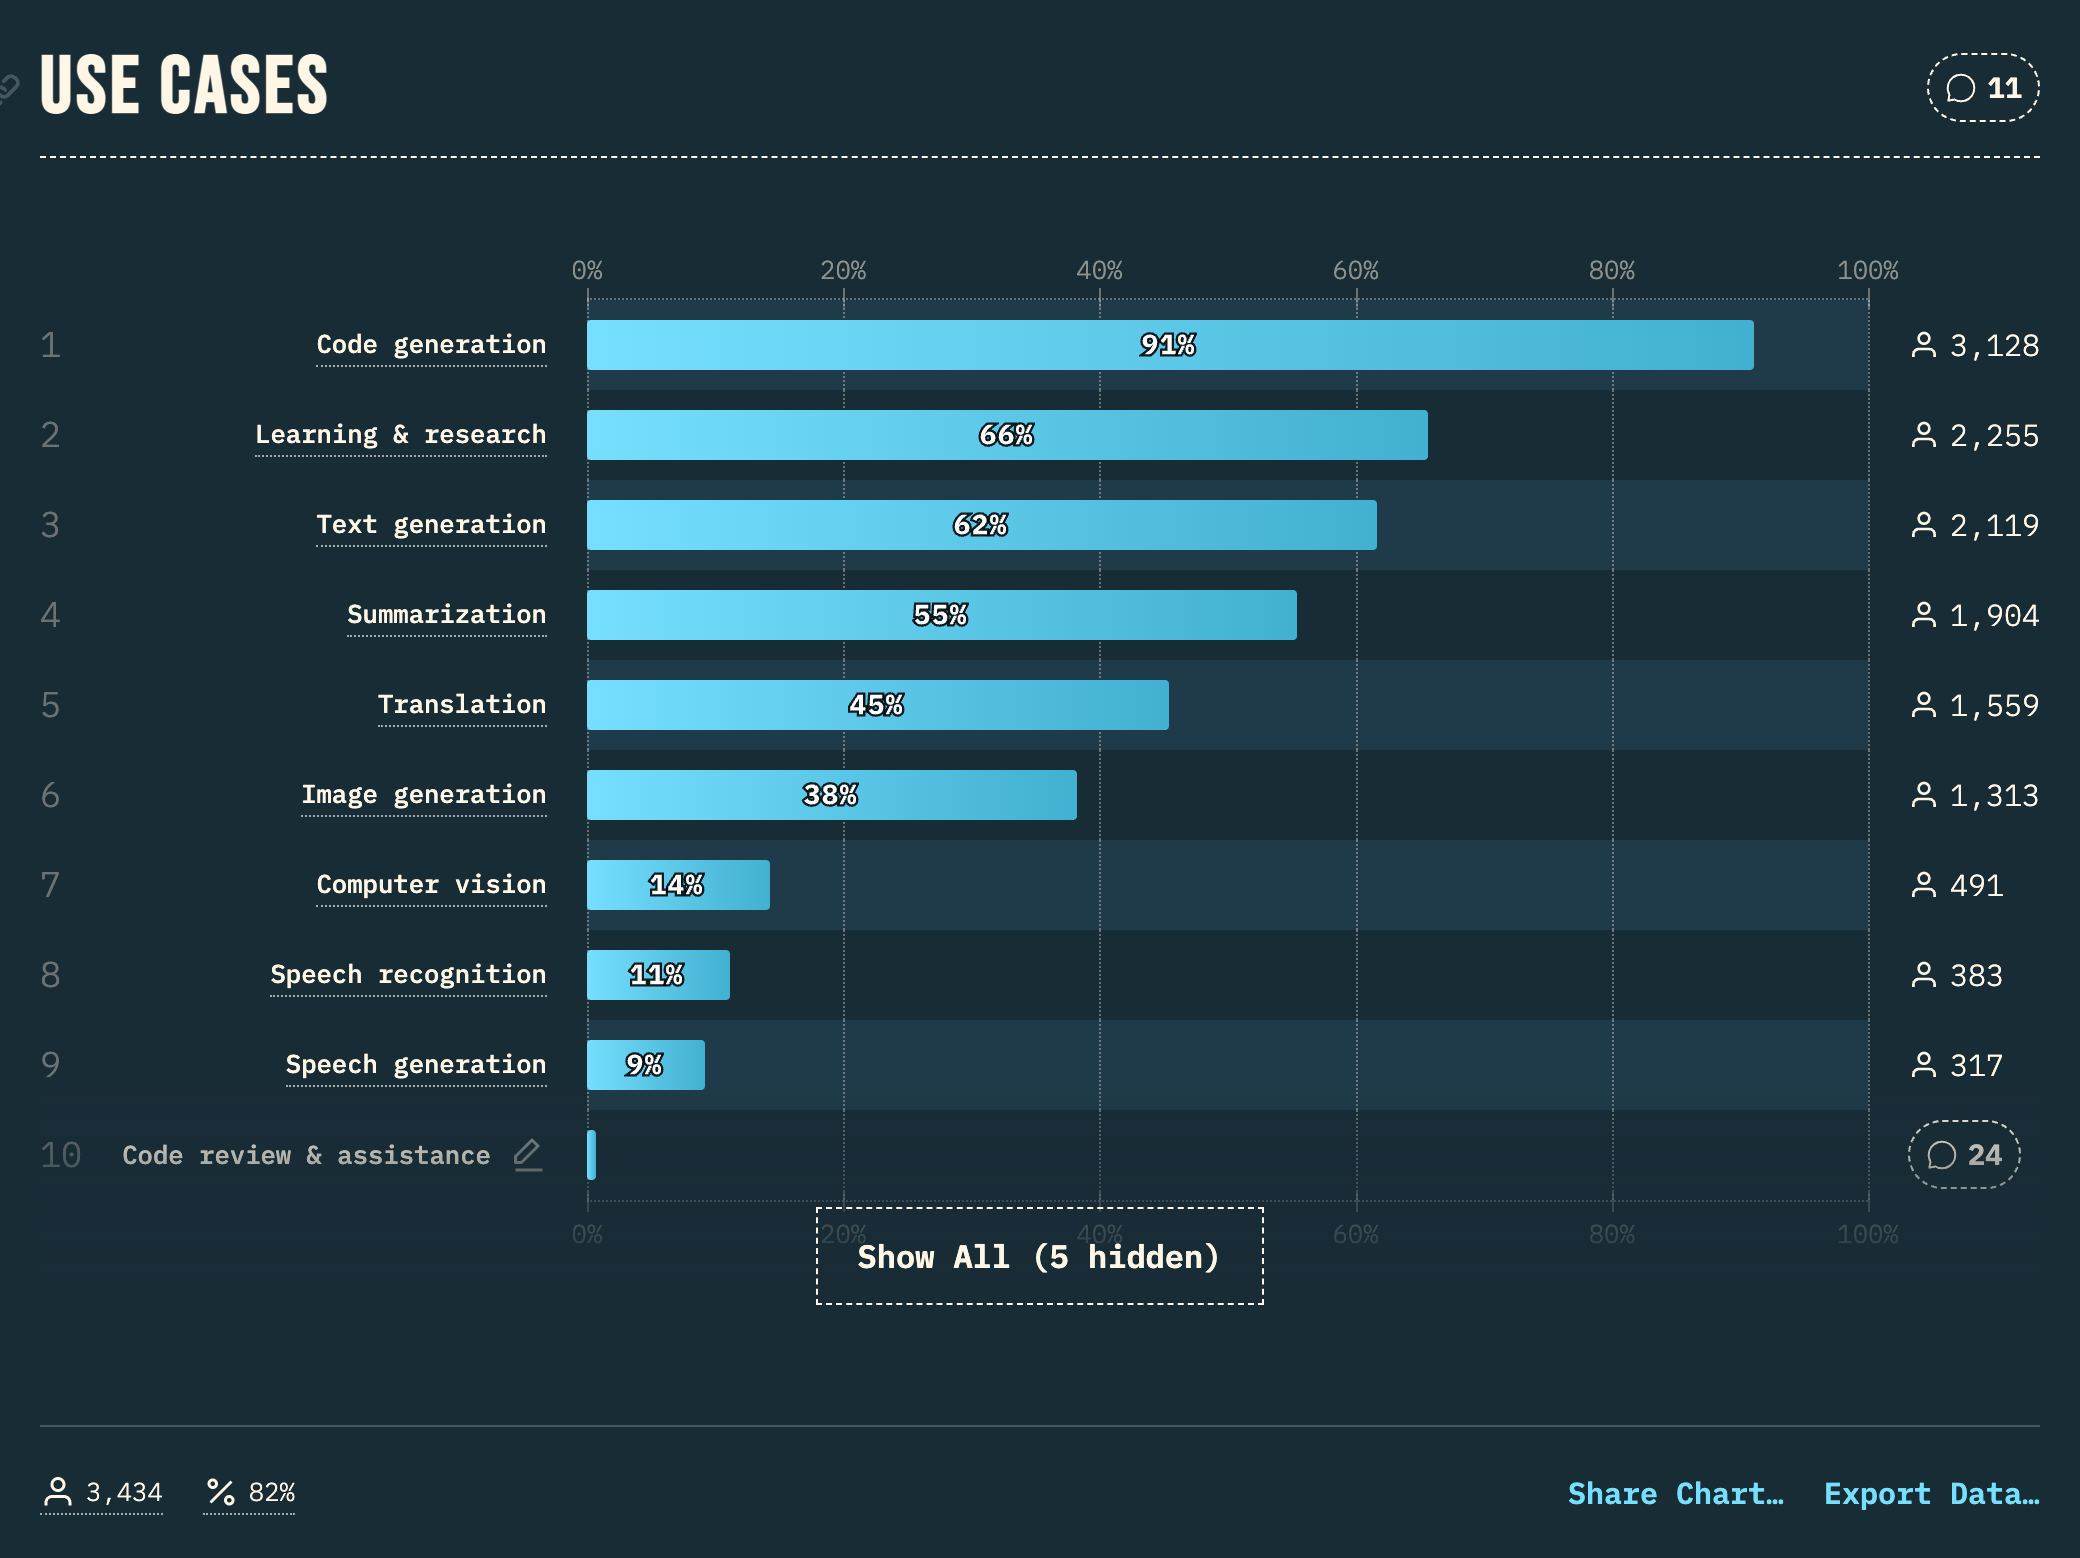 USE CASES
11
0% 20% 40% 60% 80% 100%
1 Code generation 91% 3,128
2 Learning & research 66% 2,255
3 Text generation 62% 2,119
4 Summarization 55% 1,904
5 Translation 45% 1,559
6 Image generation 38% 1,313
7 Computer vision 14% 491
8 Speech recognition 11% 383
9 Speech generation 9% 317
10 Code review & assistance 24
0% 20% 40% 60% 80% 100%
Show All (5 hidden)
3,434 82% Share Chart… Export Data…